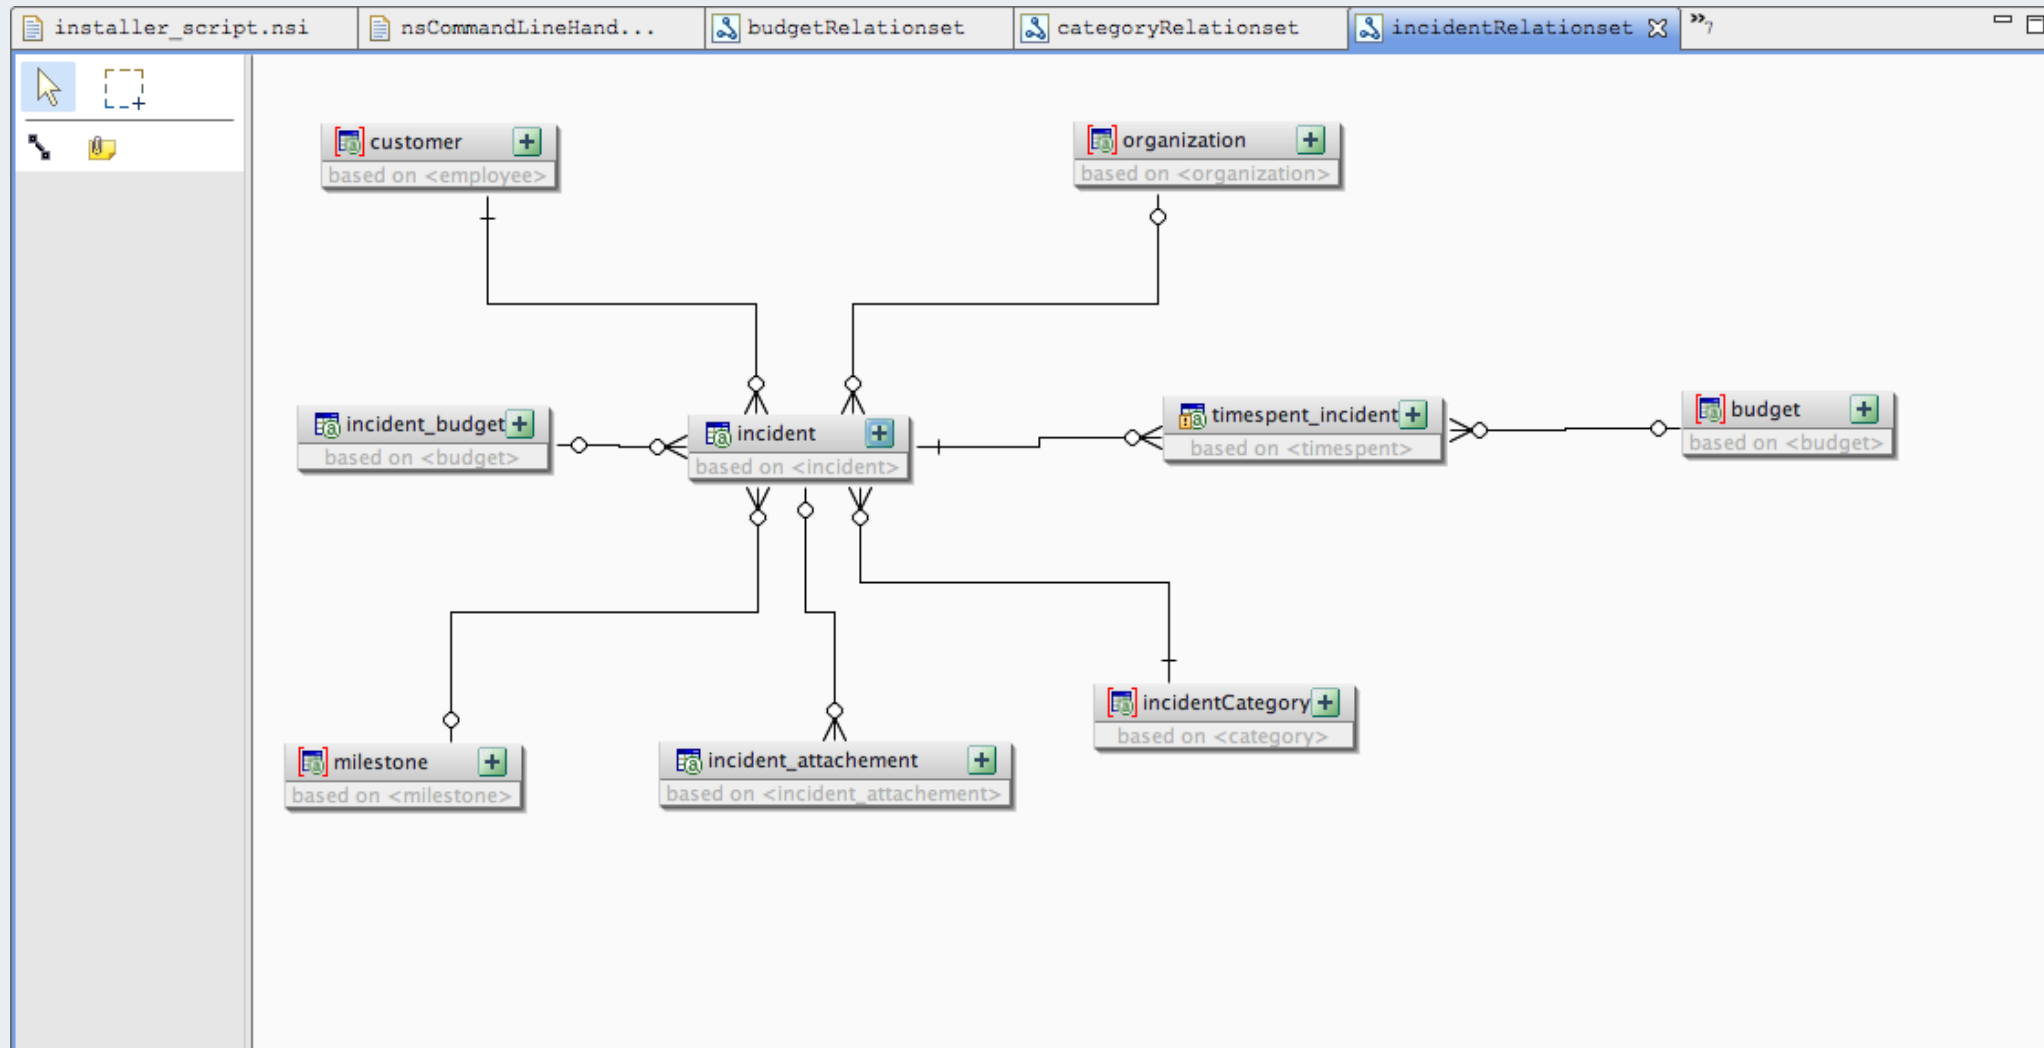 installer_script.nsi
nsCommandLineHand...
budgetRelationset
categoryRelationset
incidentRelationset
»7
customer
based on <employee>
organization
based on <organization>
incident_budget
based on <budget>
incident
based on <incident>
timespent_incident
based on <timespent>
budget
based on <budget>
milestone
based on <milestone>
incident_attachement
based on <incident_attachement>
incidentCategory
based on <category>